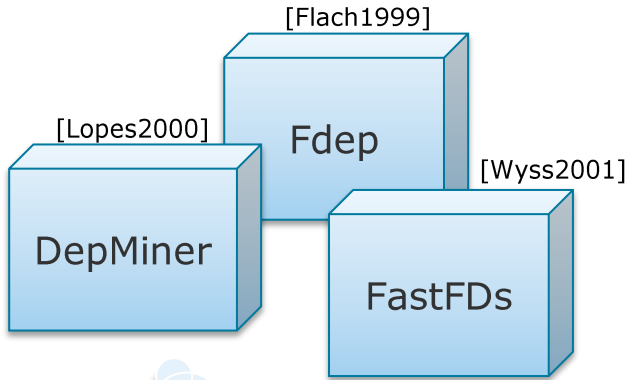 [Flach1999]
Fdep
[Lopes2000]
DepMiner
[Wyss2001]
FastFDs